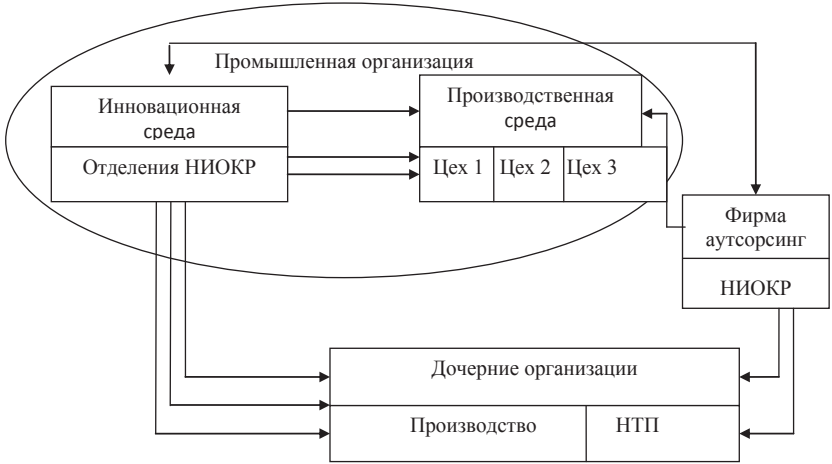 Промышленная организация
Инновационная
среда
Производственная
среда
Отделения НИОКР
Цех 1
Цех 2
Цех 3
Фирма
аутсорсинг
НИОКР
Дочерние организации
Производство
НТП